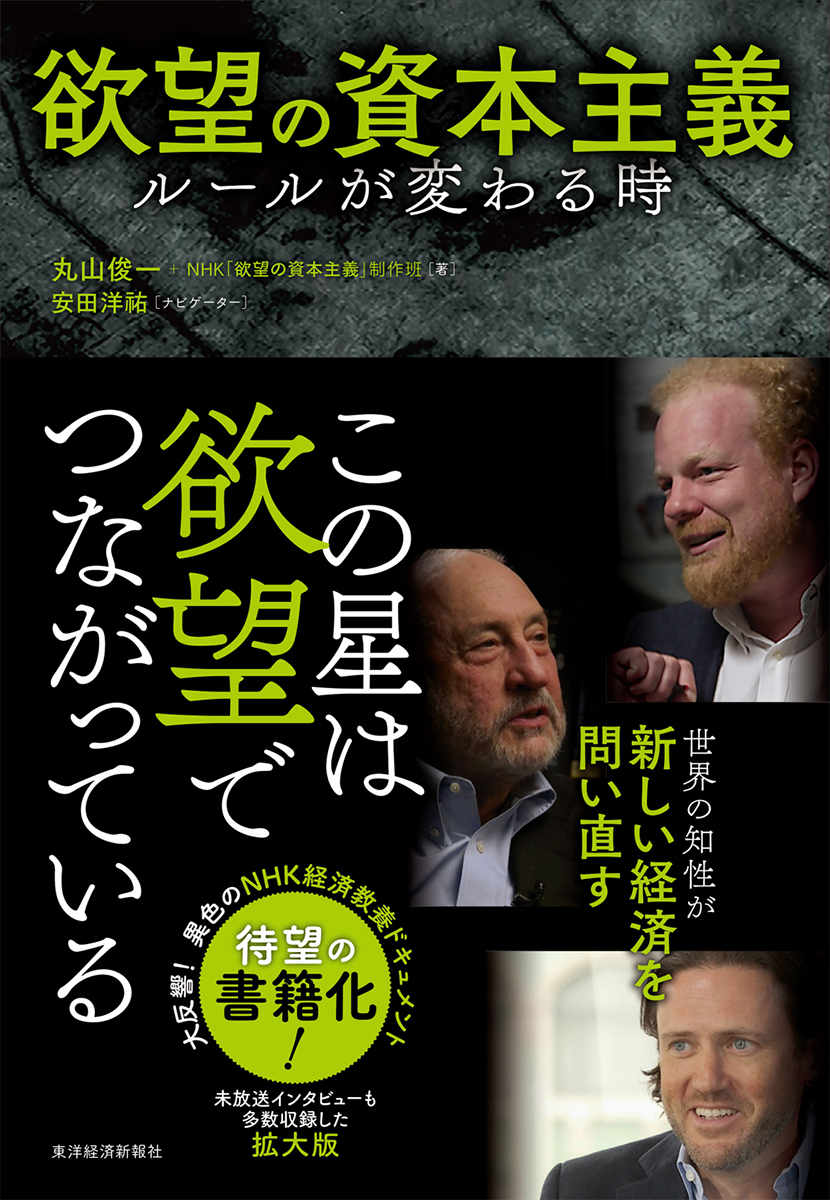 欲望の資本主義
ルールが変わる時
丸山俊一 + NHK「欲望の資本主義」制作班 [著]
安田洋祐 [ナビゲーター]
この星は
欲望で
つながっている
世界の知性が
新しい経済を
問い直す
大反響! 異色のNHK経済教養ドキュメント
待望の
書籍化
!
未放送インタビューも
多数収録した
拡大版
東洋経済新報社